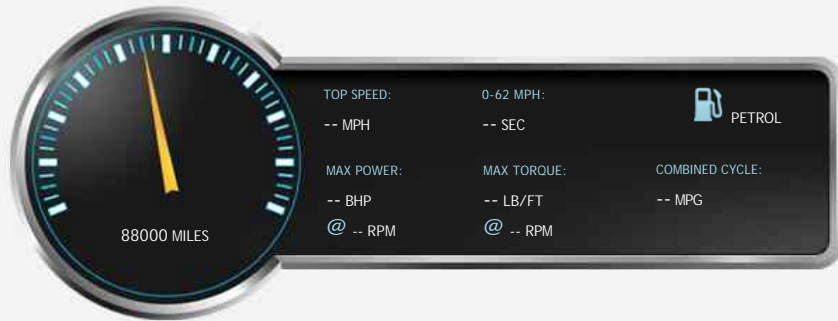 88000 MILES
TOP SPEED:
-- MPH
0-62 MPH:
-- SEC
PETROL
MAX POWER:
-- BHP
@ -- RPM
MAX TORQUE:
-- LB/FT
@ -- RPM
COMBINED CYCLE:
-- MPG